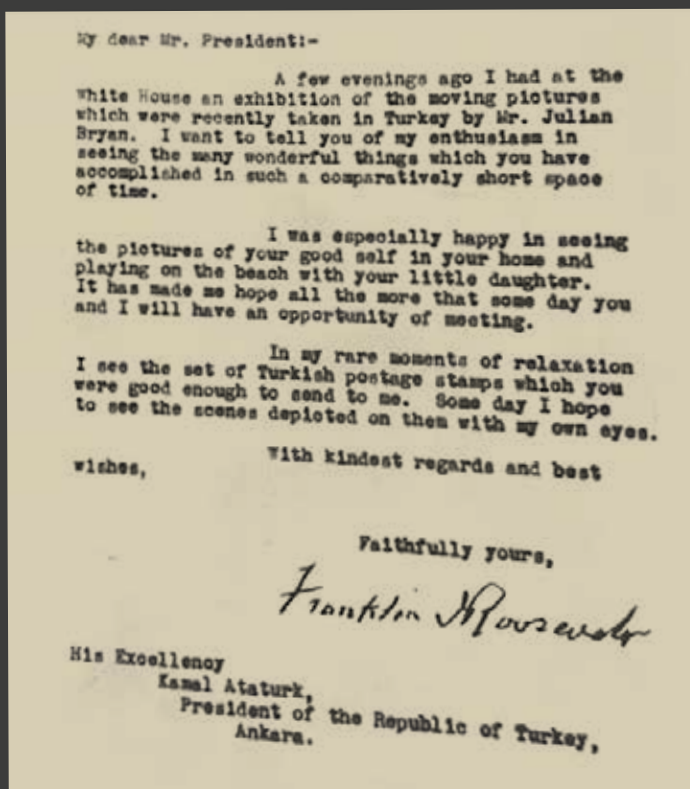 My dear Mr. President:-
A few evenings ago I had at the
White House an exhibition of the moving pictures
which were recently taken in Turkey by Mr. Julian
Bryan. I want to tell you of my enthusiasm in
seeing the many wonderful things which you have
accomplished in such a comparatively short space
of time.
I was especially happy in seeing
the pictures of your good self in your home and
playing on the beach with your little daughter.
It has made me hope all the more that some day you
and I will have an opportunity of meeting.
In my rare moments of relaxation
I see the set of Turkish postage stamps which you
were good enough to send to me. Some day I hope
to see the scenes depicted on them with my own eyes.
With kindest regards and best
wishes,
Faithfully yours,
Franklin D Roosevelt
His Excellency
Kamal Ataturk,
President of the Republic of Turkey,
Ankara.